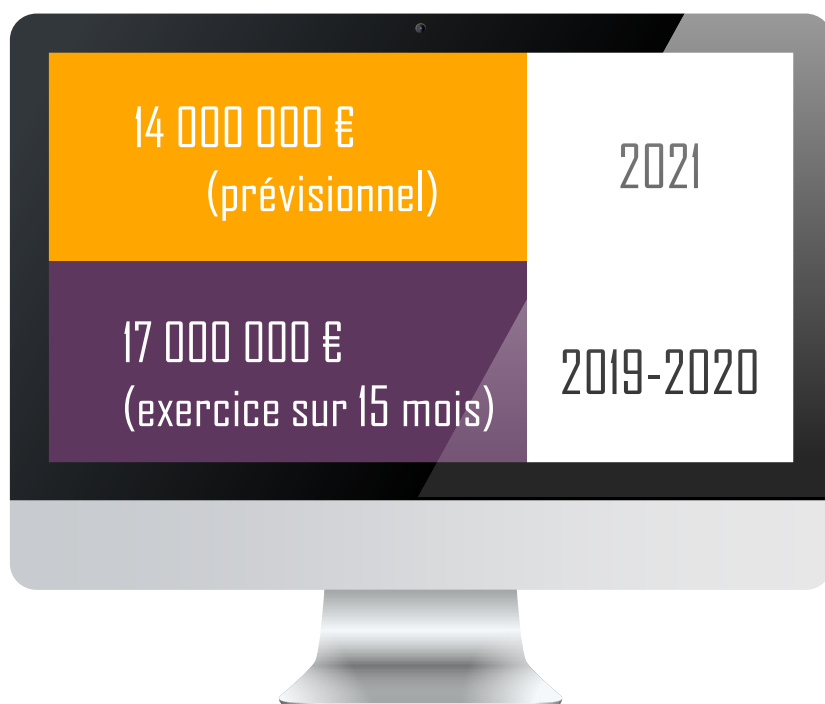 14 000 000 €
(prévisionnel)
2021
17 000 000 €
(exercice sur 15 mois)
2019-2020